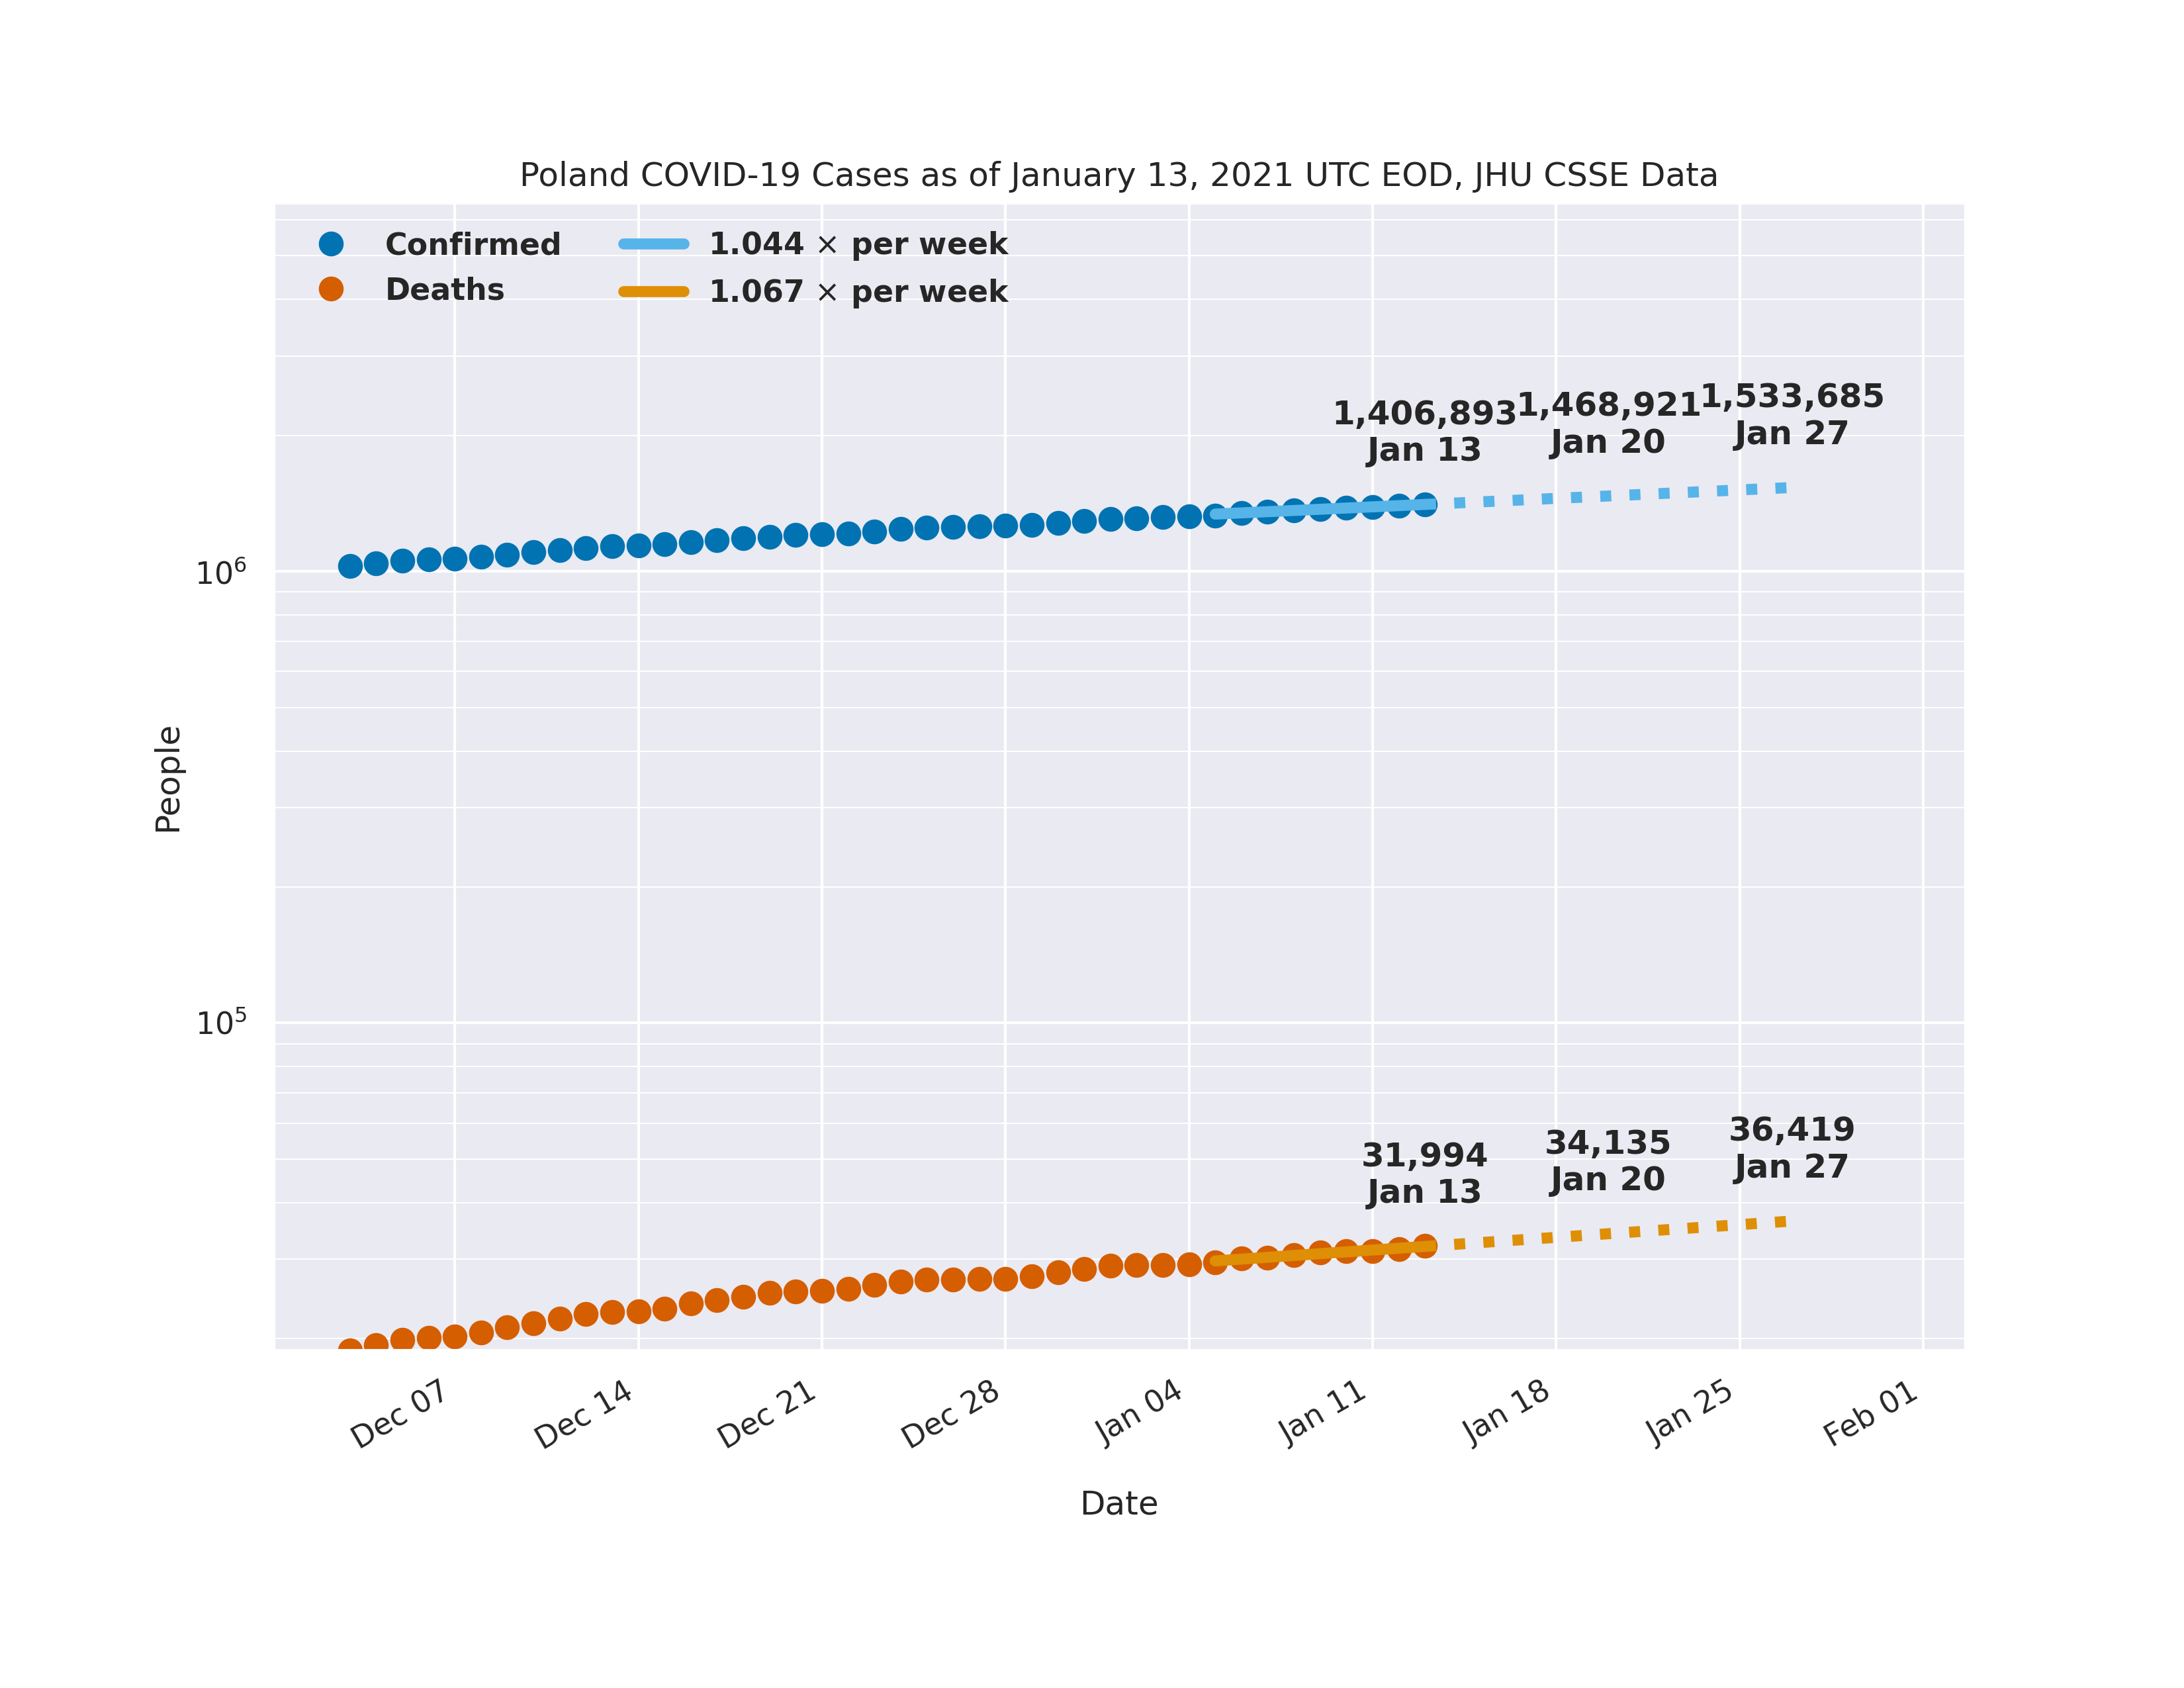 Poland COVID-19 Cases as of January 13, 2021 UTC EOD, JHU CSSE Data
Confirmed
Deaths
1.044 × per week
1.067 × per week
1,406,893
Jan 13
1,468,921
Jan 20
1,533,685
Jan 27
10⁶
People
10⁵
31,994
Jan 13
34,135
Jan 20
36,419
Jan 27
Dec 07
Dec 14
Dec 21
Dec 28
Jan 04
Jan 11
Jan 18
Jan 25
Feb 01
Date